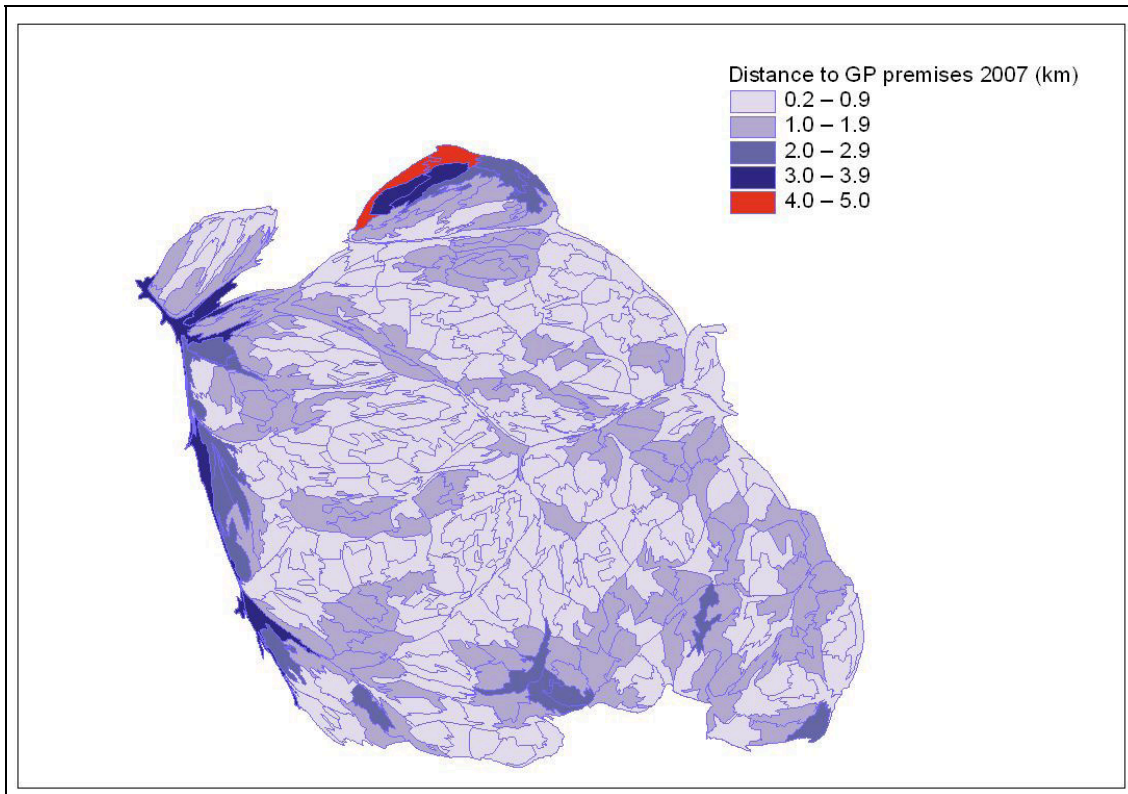 Distance to GP premises 2007 (km)
0.2 – 0.9
1.0 – 1.9
2.0 – 2.9
3.0 – 3.9
4.0 – 5.0